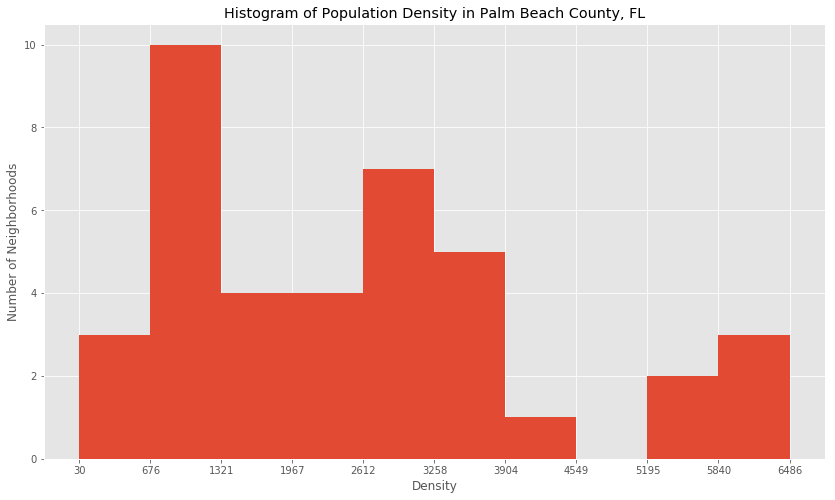 Histogram of Population Density in Palm Beach County, FL
Number of Neighborhoods
10
8
6
4
2
0
30 676 1321 1967 2612 3258 3904 4549 5195 5840 6486
Density